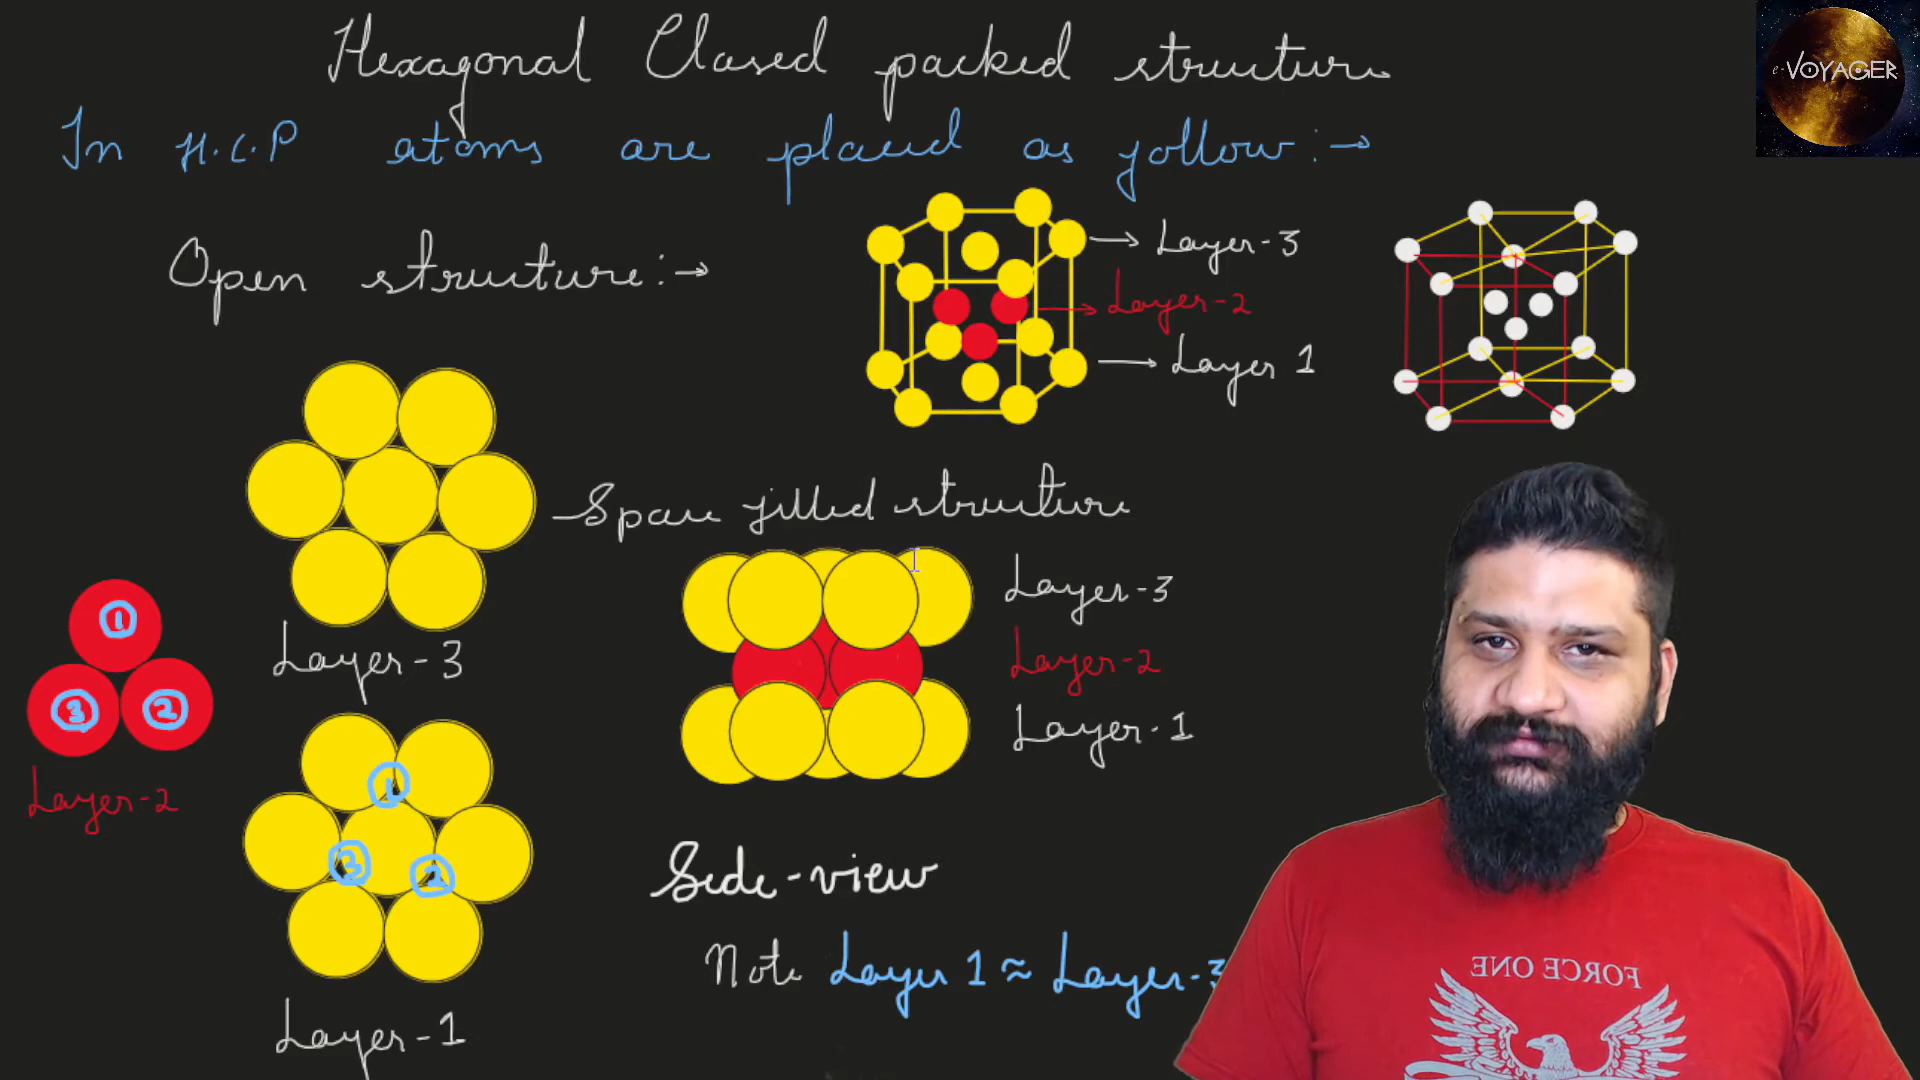 Hexagonal Closed packed structure
e-VOYAGER
In H.C.P atoms are placed as follow:→
Open structure:→
Layer-3
Layer-2
Layer 1
Space filled structure
Layer-3
Layer-2
Layer-1
1
3 2
Layer-2
Layer-3
1
3 2
Layer-1
Side-view
Note Layer 1 ≈ Layer-3
FORCE ONE